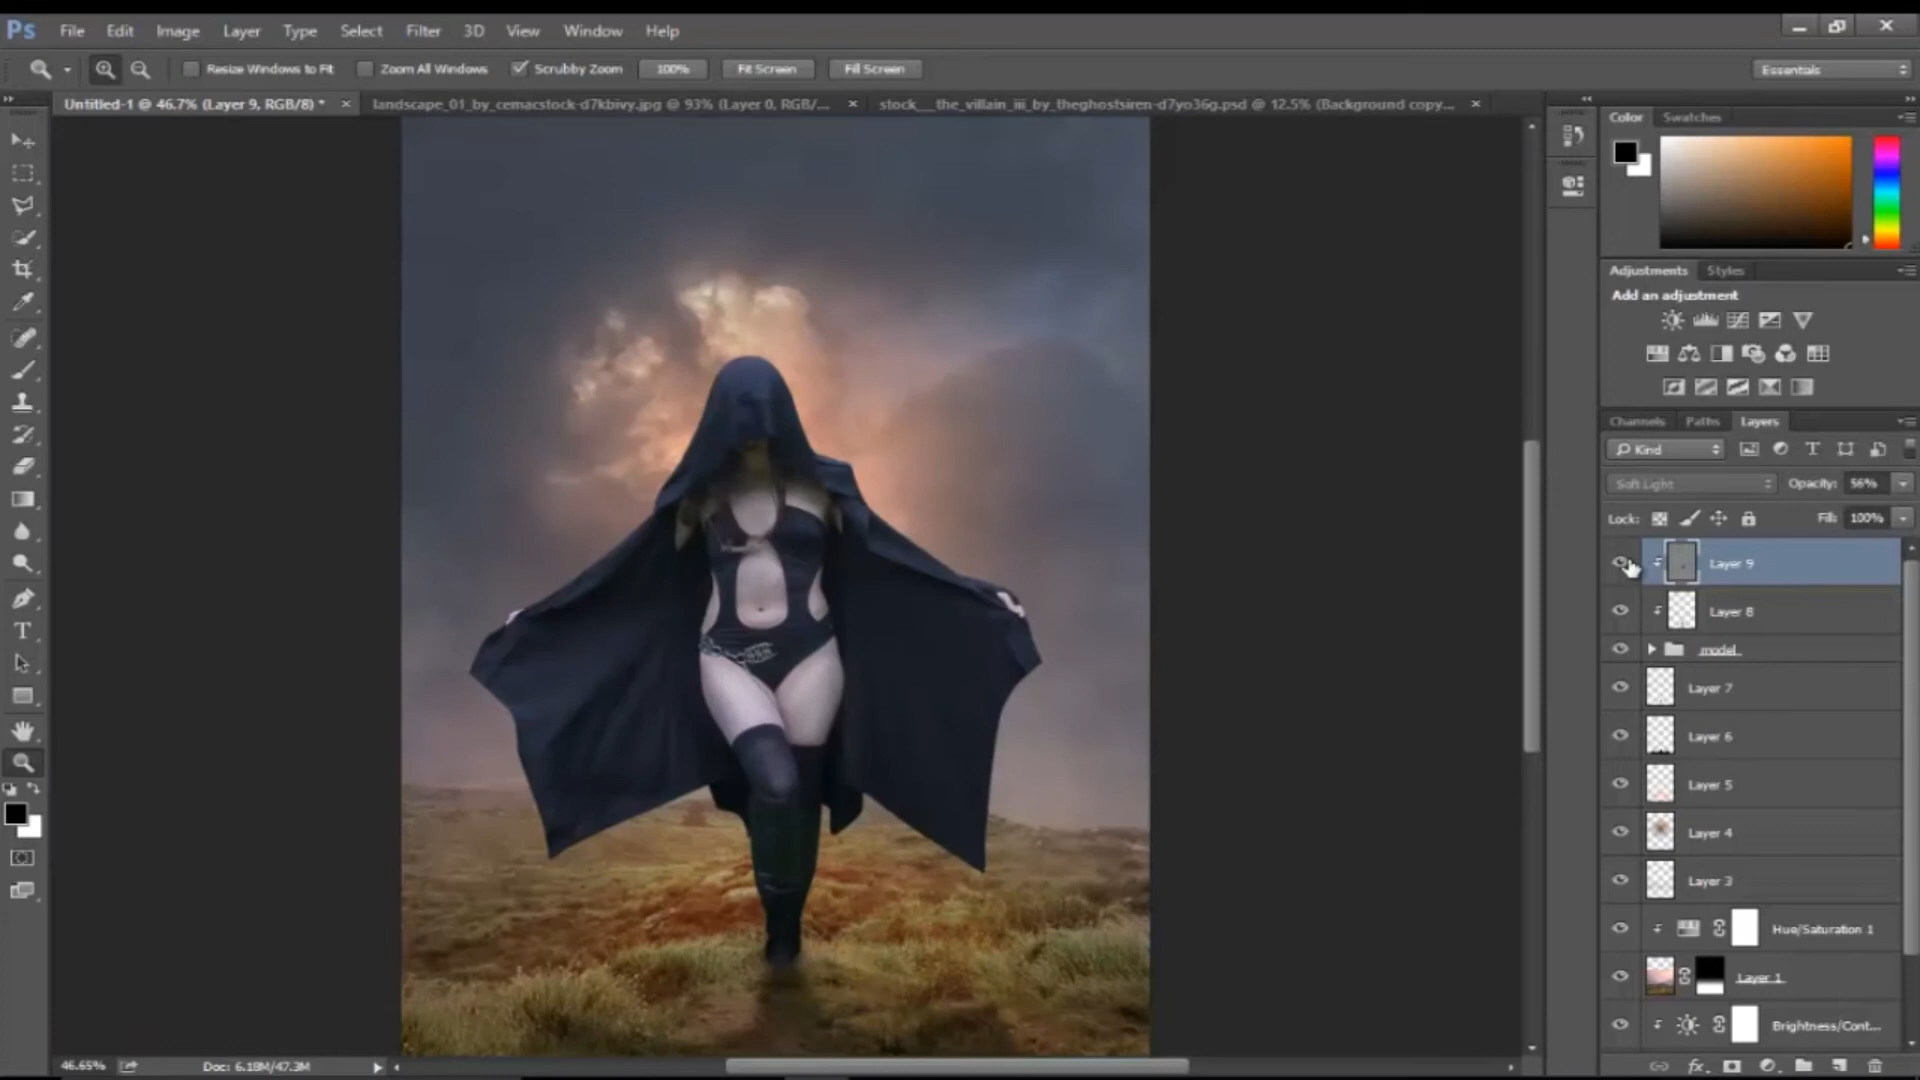 Ps File Edit Image Layer Type Select Filter 3D View Window Help
Resize Windows to Fit Zoom All Windows Scrubby Zoom 100% Fit Screen Fill Screen Essentials
Untitled-1 @ 46.7% (Layer 9, RGB/8) * × landscape_01_by_cemacstock-d7kbivy.jpg @ 93% (Layer 0, RGB/... × stock__the_villain_iii_by_theghostsiren-d7yo36g.psd @ 12.5% (Background copy... ×
Color Swatches
Adjustments Styles
Add an adjustment
Channels Paths Layers
Kind
Soft Light Opacity: 56%
Lock: Fill: 100%
Layer 9
Layer 8
model
Layer 7
Layer 6
Layer 5
Layer 4
Layer 3
Hue/Saturation 1
Layer 1
Brightness/Cont...
46.65% Doc: 6.18M/47.3M